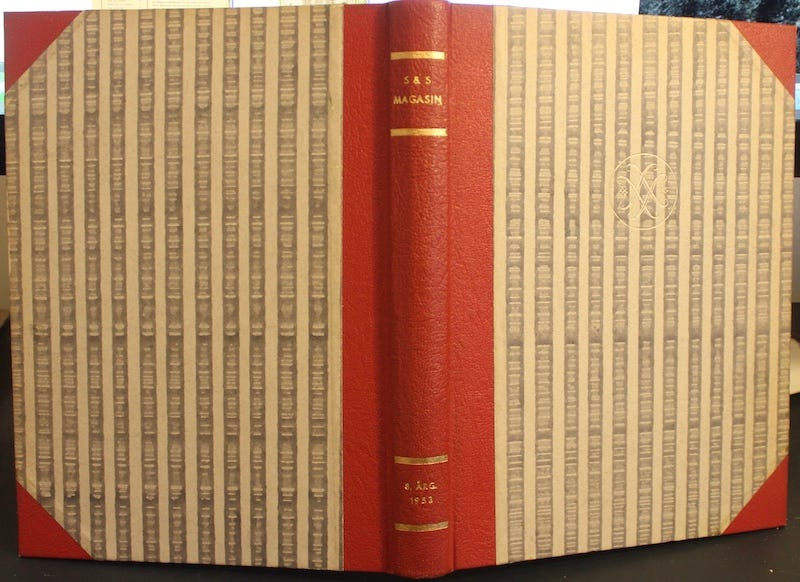 S & S
MAGASIN
8. ÅRG.
1953